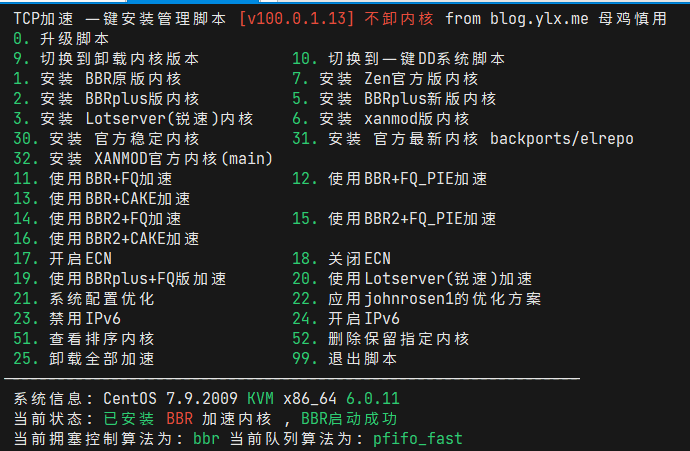 TCP加速 一键安装管理脚本 [v100.0.1.13] 不卸内核 from blog.ylx.me 母鸡慎用
0. 升级脚本
9. 切换到卸载内核版本 10. 切换到一键DD系统脚本
1. 安装 BBR原版内核 7. 安装 Zen官方版内核
2. 安装 BBRplus版内核 5. 安装 BBRplus新版内核
3. 安装 Lotserver(锐速)内核 6. 安装 xanmod版内核
30. 安装 官方稳定内核 31. 安装 官方最新内核 backports/elrepo
32. 安装 XANMOD官方内核(main)
11. 使用BBR+FQ加速 12. 使用BBR+FQ_PIE加速
13. 使用BBR+CAKE加速
14. 使用BBR2+FQ加速 15. 使用BBR2+FQ_PIE加速
16. 使用BBR2+CAKE加速
17. 开启ECN 18. 关闭ECN
19. 使用BBRplus+FQ版加速 20. 使用Lotserver(锐速)加速
21. 系统配置优化 22. 应用johnrosen1的优化方案
23. 禁用IPv6 24. 开启IPv6
51. 查看排序内核 52. 删除保留指定内核
25. 卸载全部加速 99. 退出脚本
系统信息: CentOS 7.9.2009 KVM x86_64 6.0.11
当前状态: 已安装 BBR 加速内核 , BBR启动成功
当前拥塞控制算法为: bbr 当前队列算法为: pfifo_fast